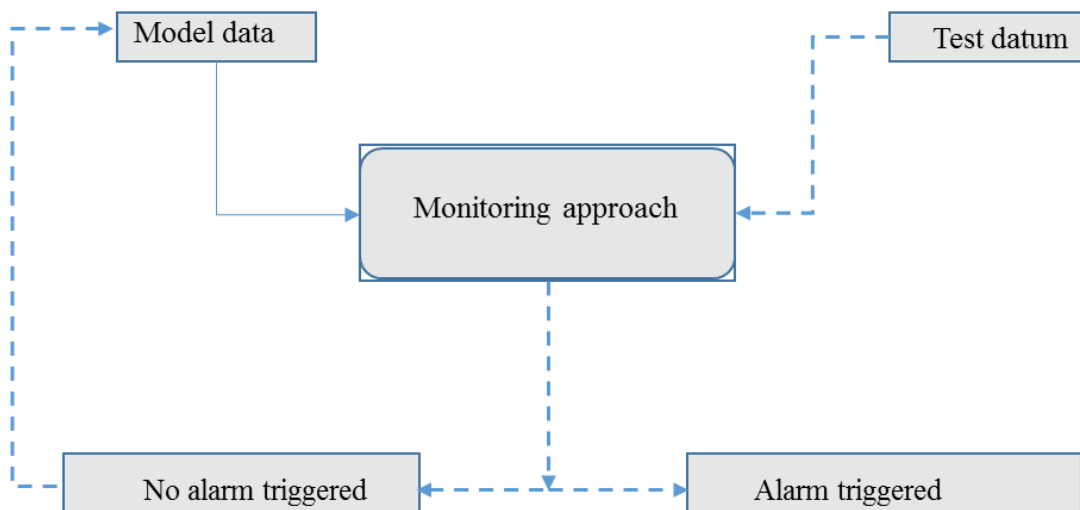 Model data
Test datum
Monitoring approach
No alarm triggered
Alarm triggered